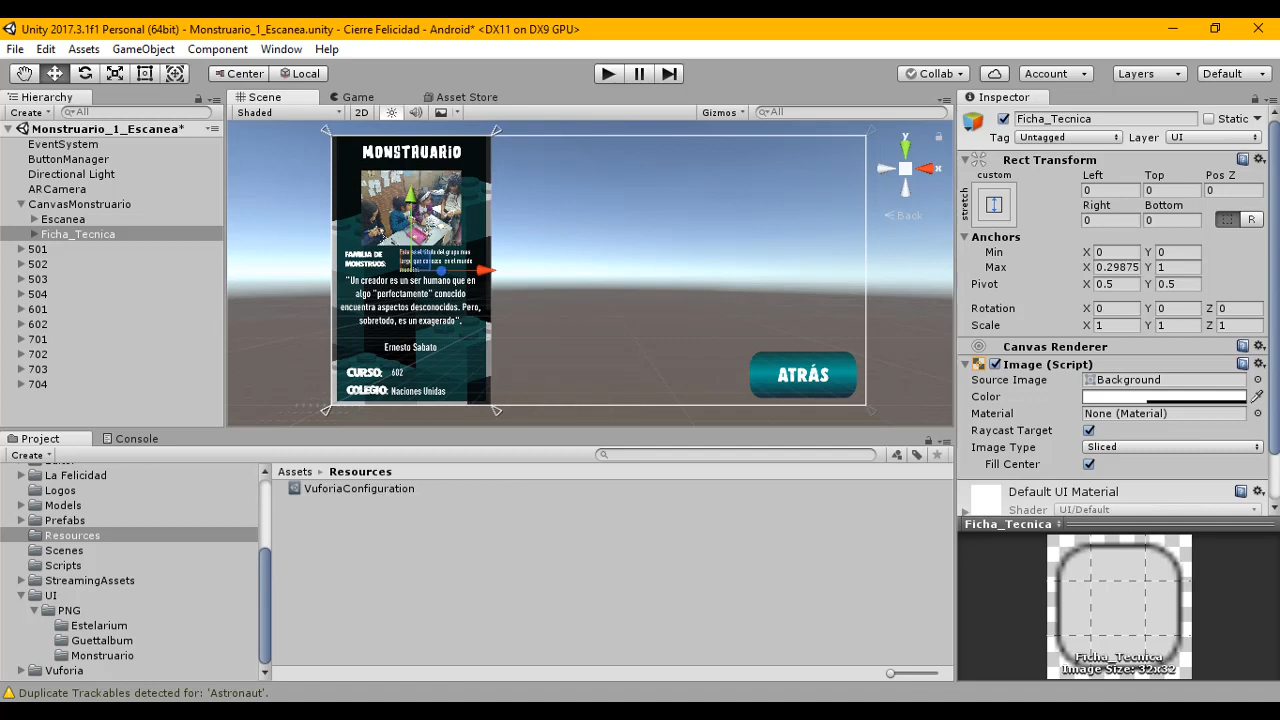 Unity 2017.3.1f1 Personal (64bit) - Monstruario_1_Escanea.unity - Cierre Felicidad - Android* <DX11 on DX9 GPU>
File Edit Assets GameObject Component Window Help
Center Local Collab Account Layers Default
Hierarchy
Create All
Monstruario_1_Escanea*
EventSystem
ButtonManager
Directional Light
ARCamera
CanvasMonstruario
Escanea
Ficha_Tecnica
501
502
503
504
601
602
701
702
703
704
Scene Game Asset Store
Shaded 2D Gizmos All
y
x
Back
MONSTRUARIO
FAMILIA DE
MONSTRUOS:
"Un creador es un ser humano que en
algo "perfectamente" conocido
encuentra aspectos desconocidos. Pero,
sobretodo, es un exagerado".
Ernesto Sabato
CURSO: 602
COLEGIO: Naciones Unidas
ATRÁS
Inspector
Ficha_Tecnica Static
Tag Untagged Layer UI
Rect Transform
custom
stretch
Left Top Pos Z
0 0 0
Right Bottom
0 0 R
Anchors
Min X 0 Y 0
Max X 0.29875 Y 1
Pivot X 0.5 Y 0.5
Rotation X 0 Y 0 Z 0
Scale X 1 Y 1 Z 1
Canvas Renderer
Image (Script)
Source Image Background
Color
Material None (Material)
Raycast Target
Image Type Sliced
Fill Center
Default UI Material
Shader UI/Default
Ficha_Tecnica
Ficha_Tecnica
Image Size: 32x32
Project Console
Create
La Felicidad
Logos
Models
Prefabs
Resources
Scenes
Scripts
StreamingAssets
UI
PNG
Estelarium
Guettalbum
Monstruario
Vuforia
Assets Resources
VuforiaConfiguration
Duplicate Trackables detected for: 'Astronaut'.